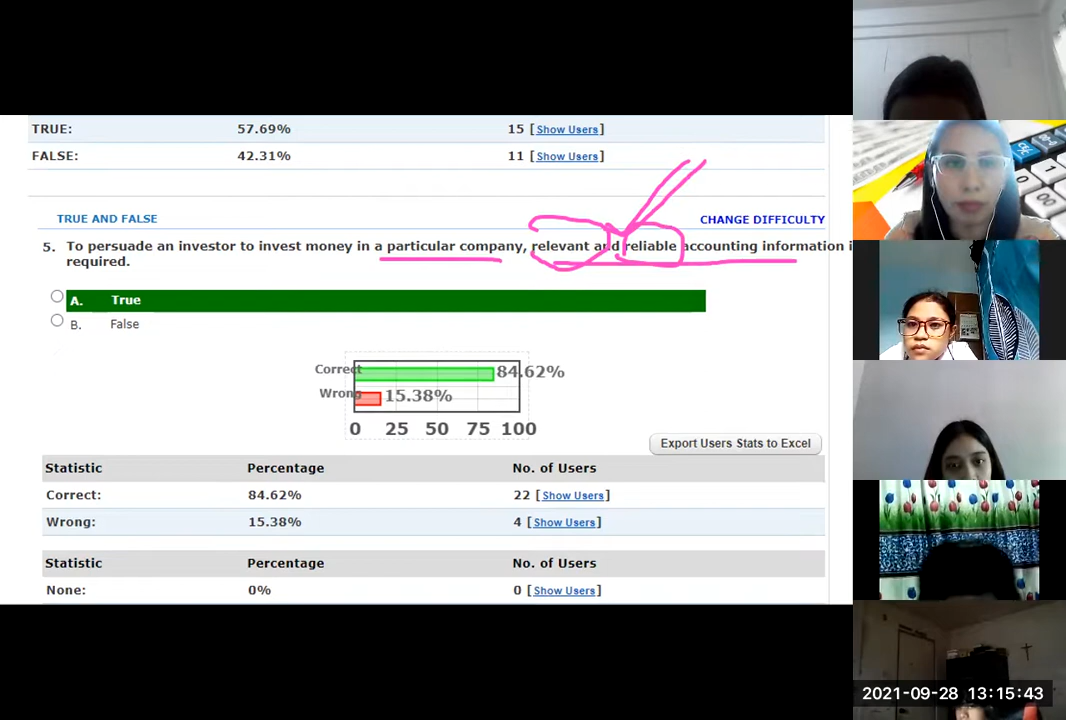 TRUE: 57.69% 15 [Show Users]
FALSE: 42.31% 11 [Show Users]
TRUE AND FALSE CHANGE DIFFICULTY
5. To persuade an investor to invest money in a particular company, relevant and reliable accounting information i
required.
A. True
B. False
Correct 84.62%
Wrong 15.38%
0 25 50 75 100
Export Users Stats to Excel
Statistic Percentage No. of Users
Correct: 84.62% 22 [Show Users]
Wrong: 15.38% 4 [Show Users]
Statistic Percentage No. of Users
None: 0% 0 [Show Users]
2021-09-28 13:15:43